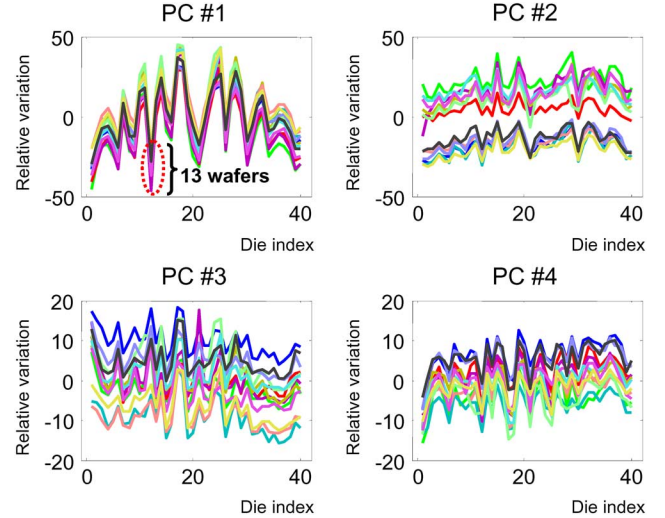 PC #1
PC #2
Relative variation
50
0
-50
0
20
40
13 wafers
Die index
Relative variation
50
0
-50
0
20
40
Die index
PC #3
PC #4
Relative variation
20
10
0
-10
-20
0
20
40
Die index
Relative variation
20
10
0
-10
-20
0
20
40
Die index